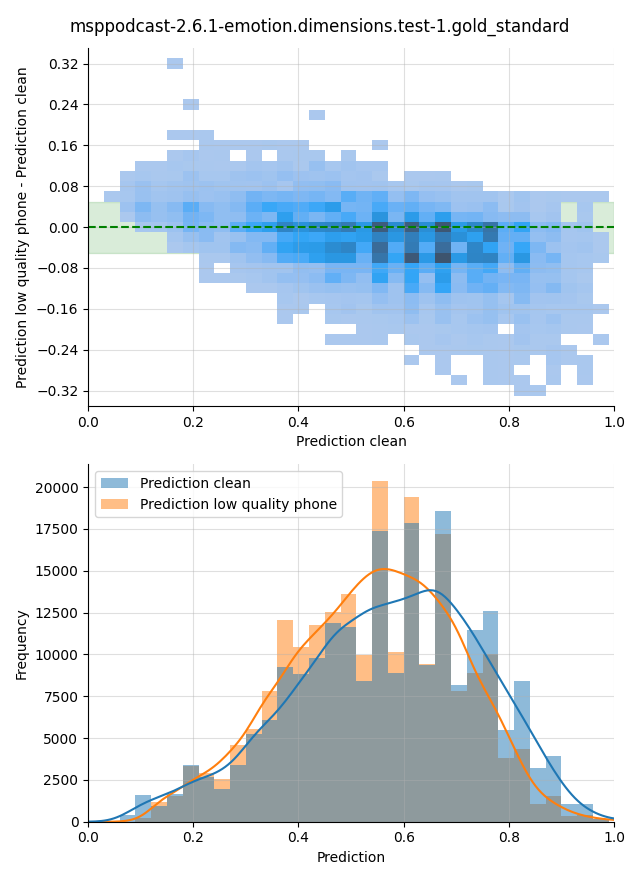 msppodcast-2.6.1-emotion.dimensions.test-1.gold_standard
0.32
0.24
0.16
0.08
0.00
−0.08
−0.16
−0.24
−0.32
Prediction low quality phone - Prediction clean
0.0 0.2 0.4 0.6 0.8 1.0
Prediction clean
Prediction clean
Prediction low quality phone
20000
17500
15000
12500
10000
7500
5000
2500
0
Frequency
0.0 0.2 0.4 0.6 0.8 1.0
Prediction